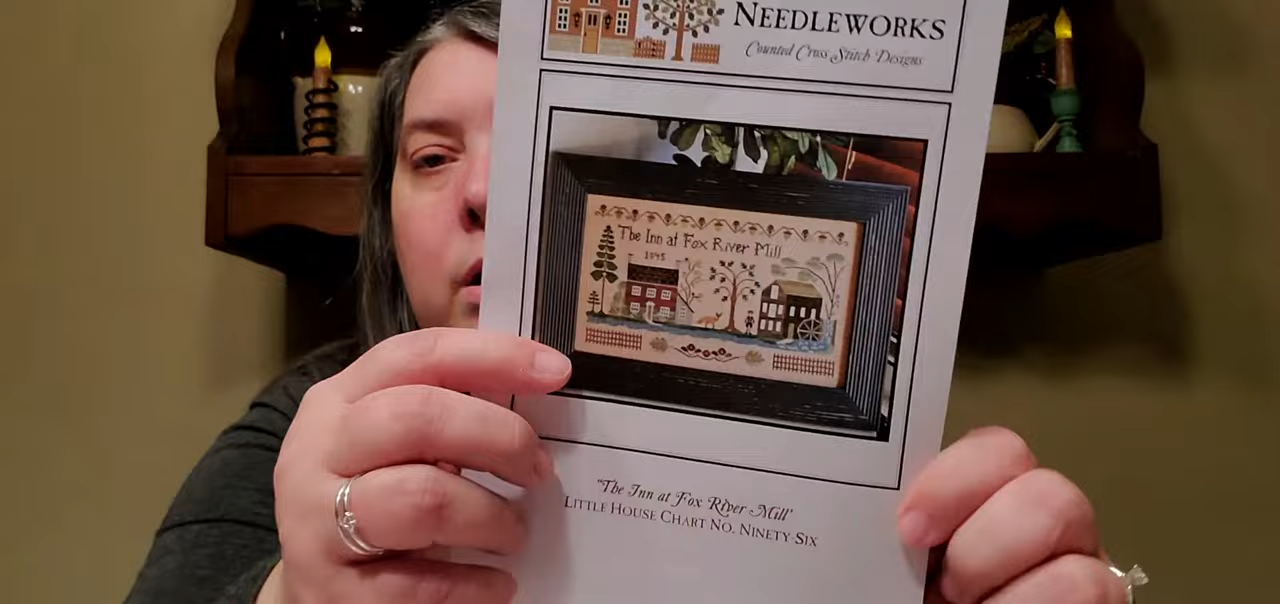 NEEDLEWORKS
Counted Cross Stitch Designs
The Inn at Fox River Mill
1845
"The Inn at Fox River Mill"
LITTLE HOUSE CHART NO. NINETY-SIX